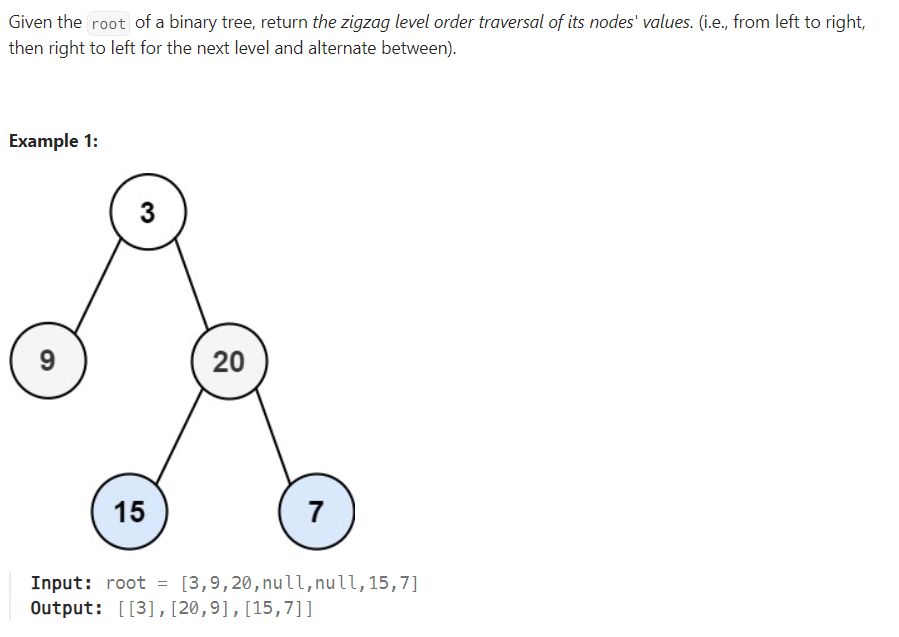 Given the root of a binary tree, return the zigzag level order traversal of its nodes' values. (i.e., from left to right,
then right to left for the next level and alternate between).
Example 1:
3
9
20
15
7
Input: root = [3,9,20,null,null,15,7]
Output: [[3],[20,9],[15,7]]